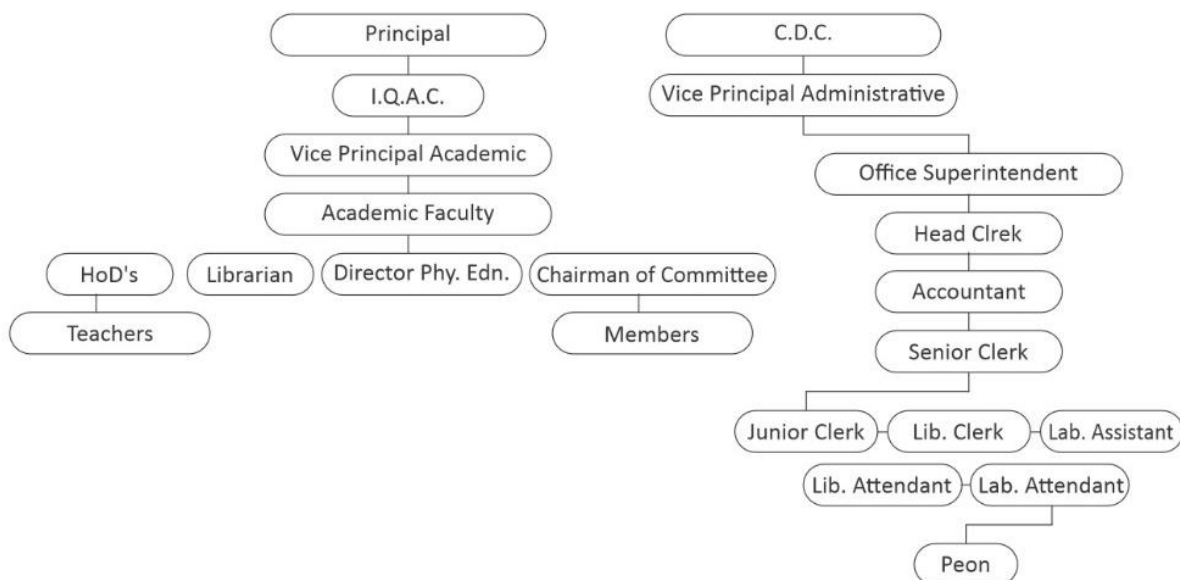 Principal
C.D.C.
I.Q.A.C.
Vice Principal Administrative
Vice Principal Academic
Office Superintendent
Academic Faculty
Head Clrek
HoD's
Librarian
Director Phy. Edn.
Chairman of Committee
Accountant
Teachers
Members
Senior Clerk
Junior Clerk
Lib. Clerk
Lab. Assistant
Lib. Attendant
Lab. Attendant
Peon